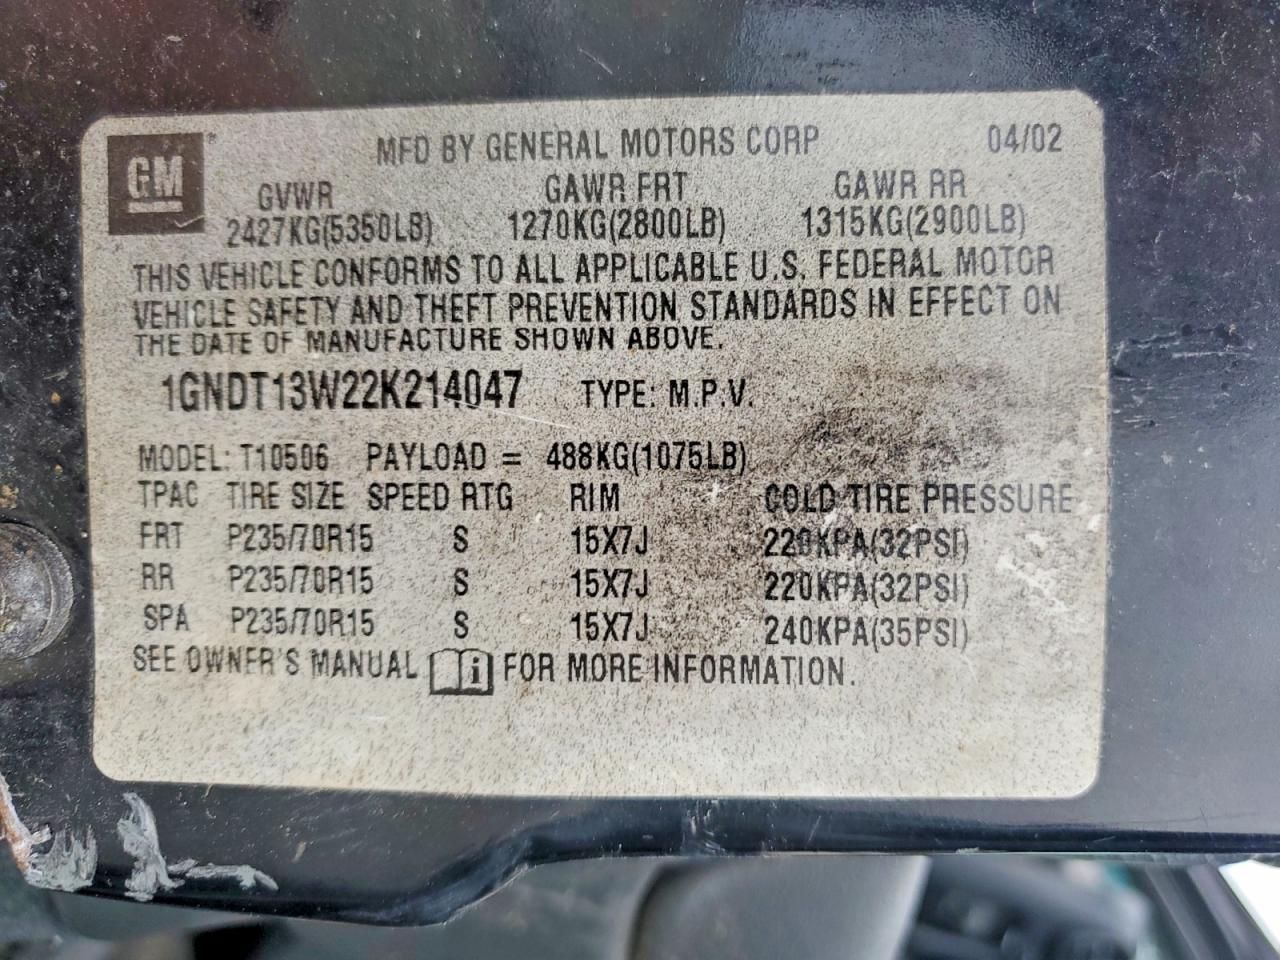 GM
MFD BY GENERAL MOTORS CORP 04/02
GVWR GAWR FRT GAWR RR
2427KG(5350LB) 1270KG(2800LB) 1315KG(2900LB)
THIS VEHICLE CONFORMS TO ALL APPLICABLE U.S. FEDERAL MOTOR
VEHICLE SAFETY AND THEFT PREVENTION STANDARDS IN EFFECT ON
THE DATE OF MANUFACTURE SHOWN ABOVE.
1GNDT13W22K214047 TYPE: M.P.V.
MODEL: T10506 PAYLOAD = 488KG(1075LB)
TPAC TIRE SIZE SPEED RTG RIM COLD TIRE PRESSURE
FRT P235/70R15 S 15X7J 220KPA(32PSI)
RR P235/70R15 S 15X7J 220KPA(32PSI)
SPA P235/70R15 S 15X7J 240KPA(35PSI)
SEE OWNER'S MANUAL i FOR MORE INFORMATION.